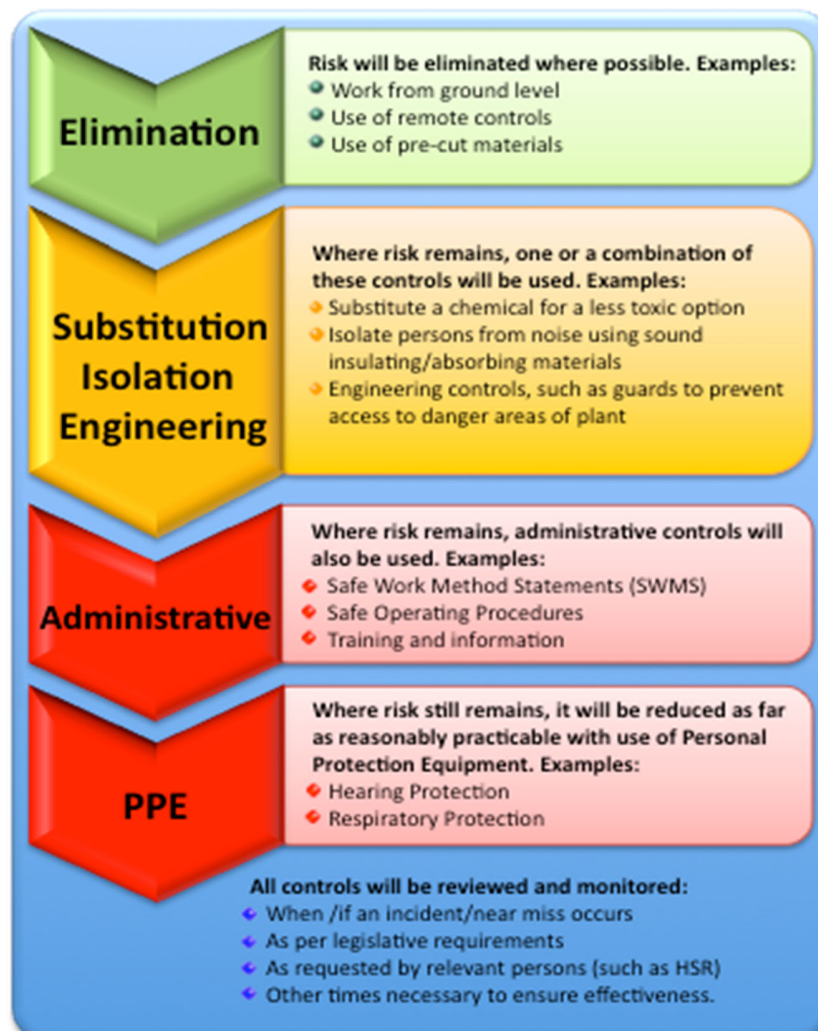 Elimination
Risk will be eliminated where possible. Examples:
Work from ground level
Use of remote controls
Use of pre-cut materials
Substitution
Isolation
Engineering
Where risk remains, one or a combination of
these controls will be used. Examples:
Substitute a chemical for a less toxic option
Isolate persons from noise using sound
insulating/absorbing materials
Engineering controls, such as guards to prevent
access to danger areas of plant
Administrative
Where risk remains, administrative controls will
also be used. Examples:
Safe Work Method Statements (SWMS)
Safe Operating Procedures
Training and information
PPE
Where risk still remains, it will be reduced as far
as reasonably practicable with use of Personal
Protection Equipment. Examples:
Hearing Protection
Respiratory Protection
All controls will be reviewed and monitored:
When /if an incident/near miss occurs
As per legislative requirements
As requested by relevant persons (such as HSR)
Other times necessary to ensure effectiveness.